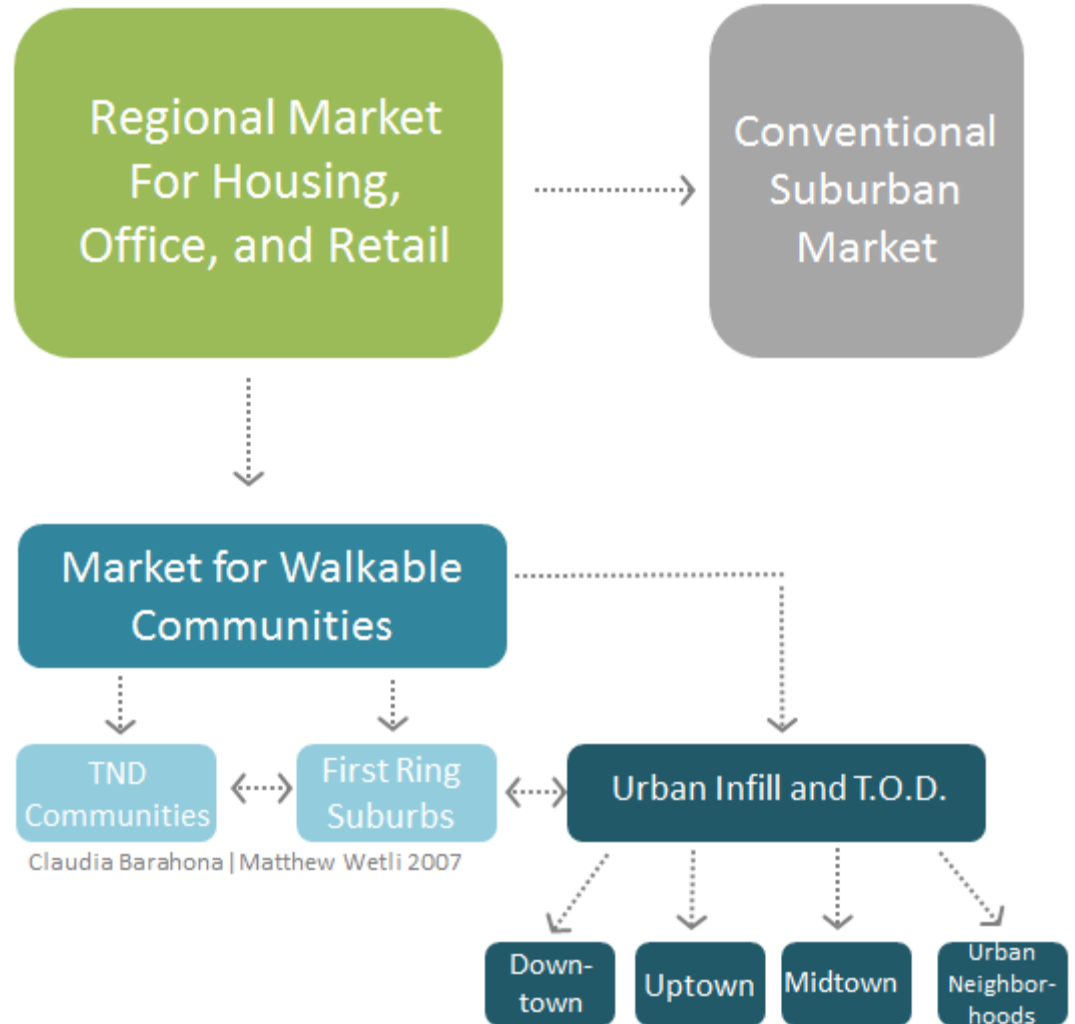 Regional Market
For Housing,
Office, and Retail
Conventional
Suburban
Market
Market for Walkable
Communities
TND
Communities
First Ring
Suburbs
Urban Infill and T.O.D.
Claudia Barahona | Matthew Wetli 2007
Down-
town
Uptown
Midtown
Urban
Neighbor-
hoods